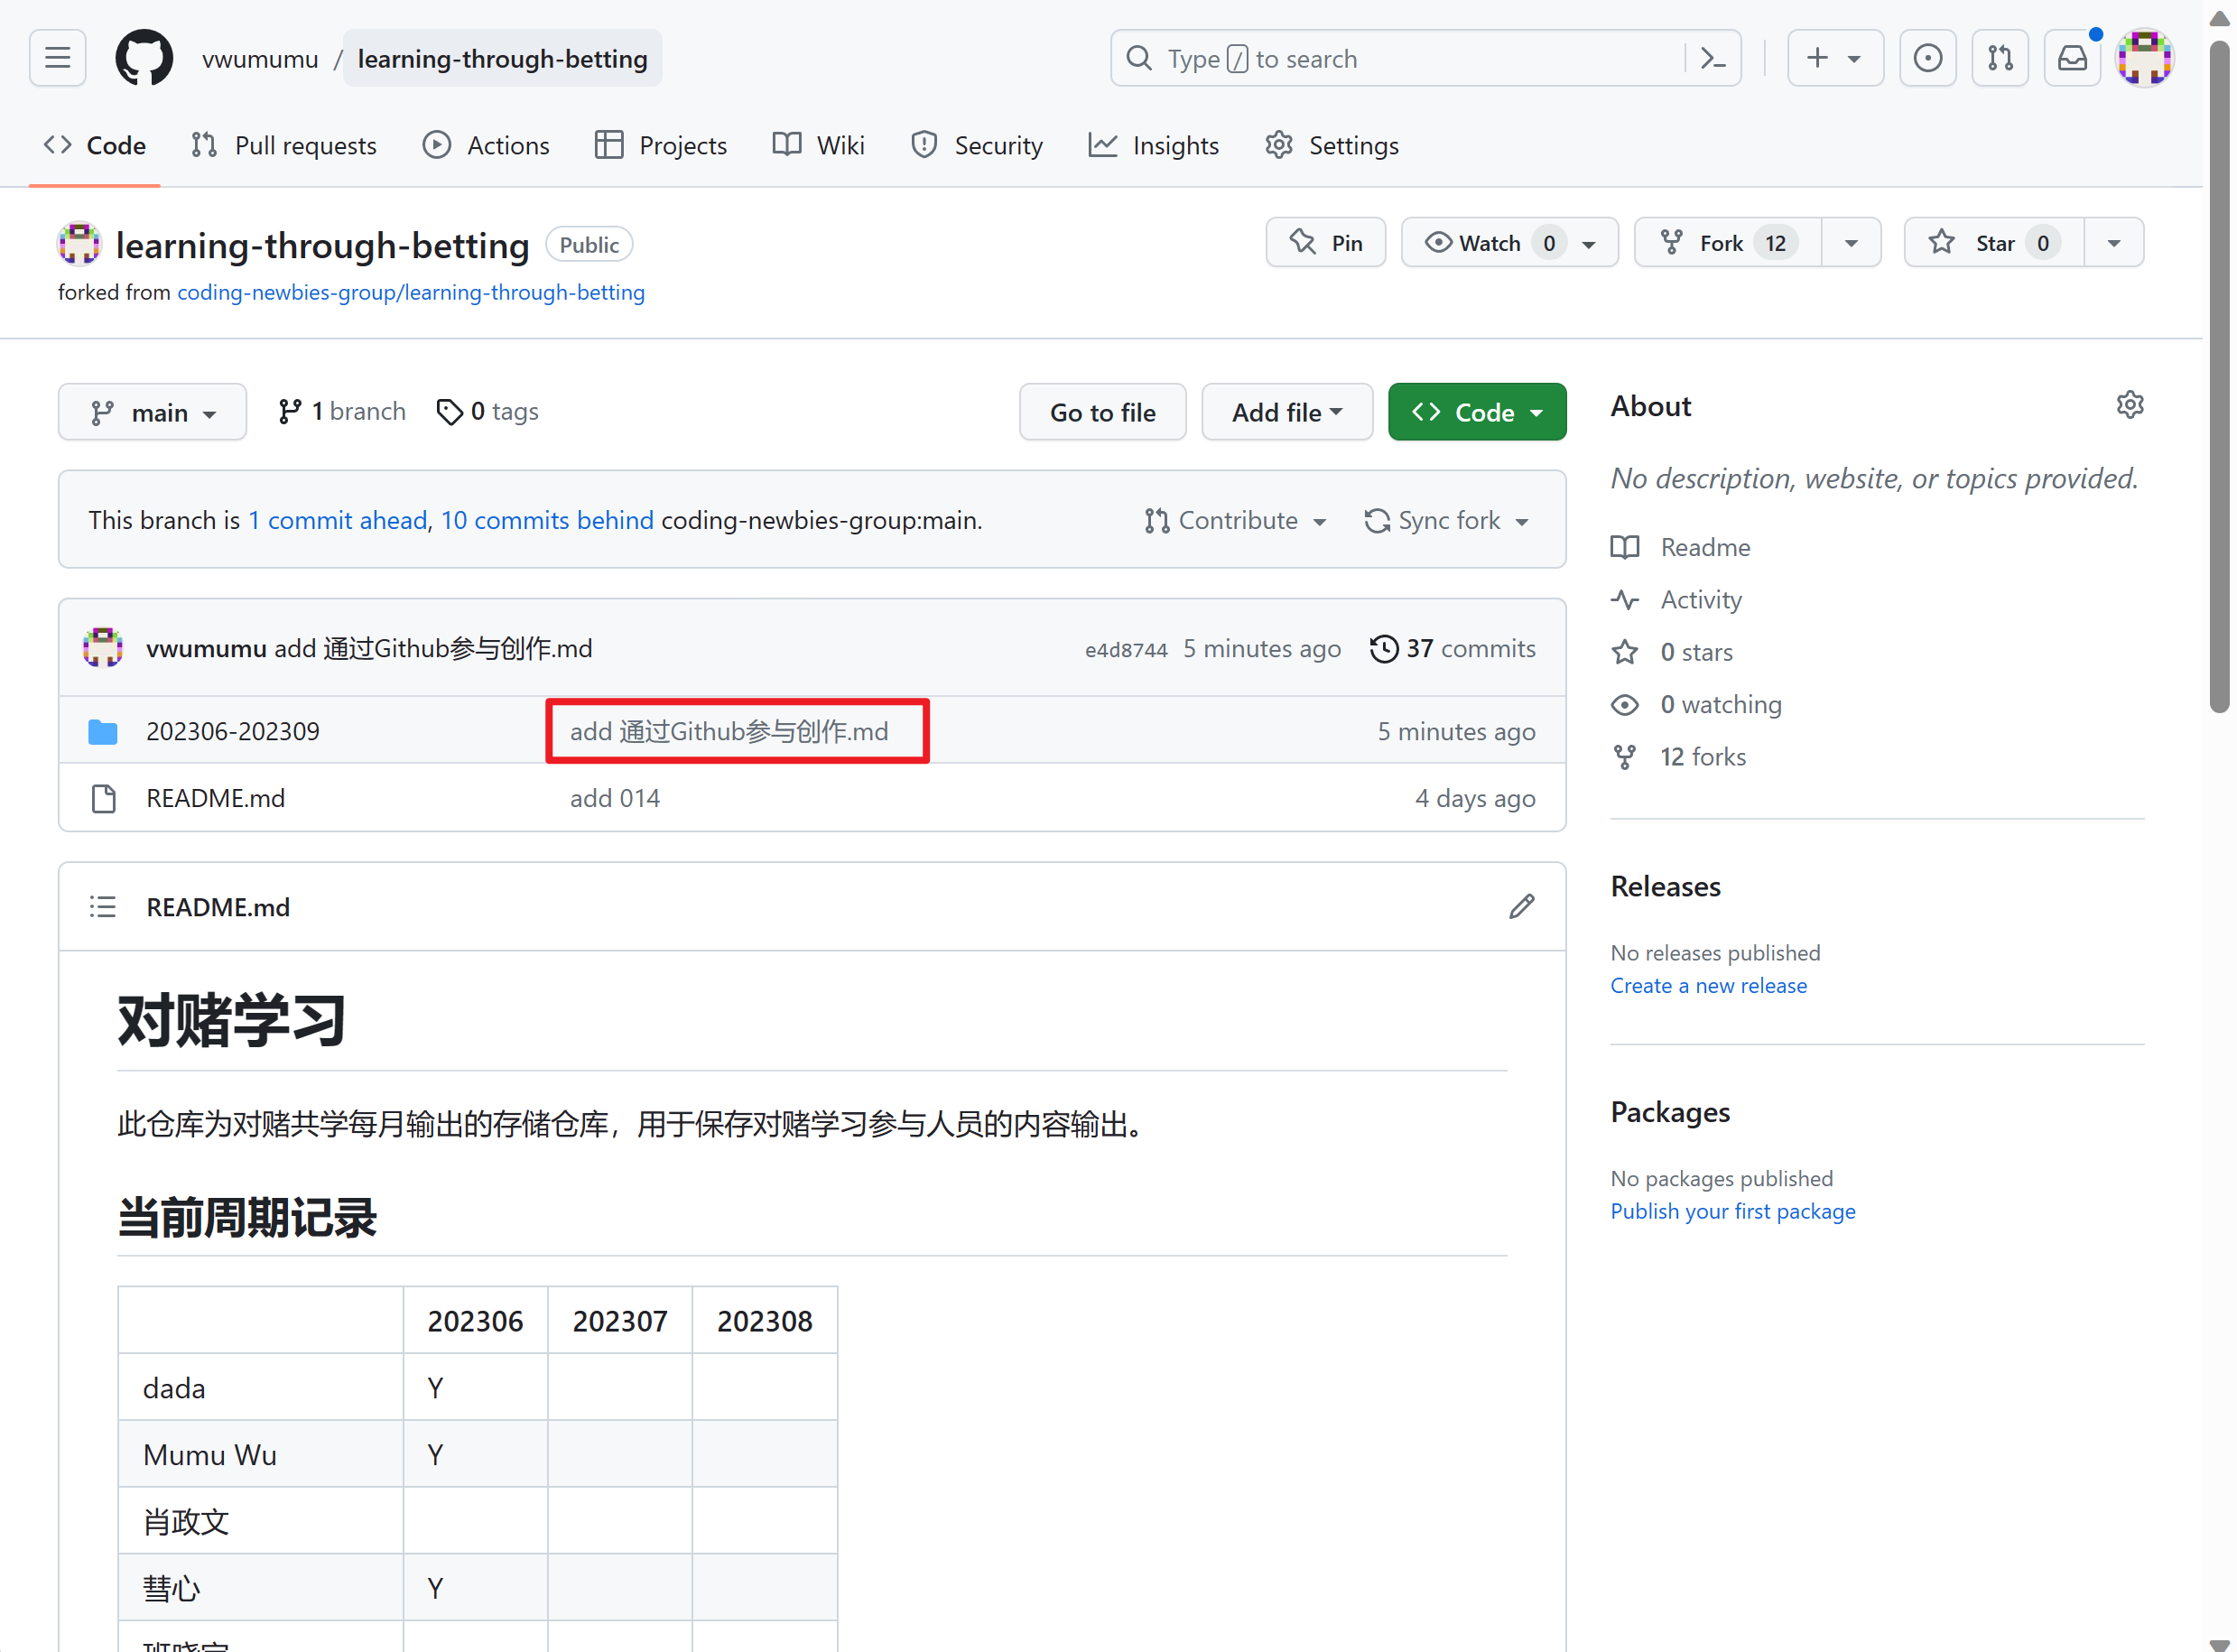 vwumumu / learning-through-betting
Type / to search
Code Pull requests Actions Projects Wiki Security Insights Settings
learning-through-betting Public
Pin Watch 0 Fork 12 Star 0
forked from coding-newbies-group/learning-through-betting
main 1 branch 0 tags Go to file Add file Code
This branch is 1 commit ahead, 10 commits behind coding-newbies-group:main. Contribute Sync fork
vwumumu add 通过Github参与创作.md e4d8744 5 minutes ago 37 commits
202306-202309 add 通过Github参与创作.md 5 minutes ago
README.md add 014 4 days ago
README.md
对赌学习
此仓库为对赌共学每月输出的存储仓库，用于保存对赌学习参与人员的内容输出。
当前周期记录
202306 202307 202308
dada Y
Mumu Wu Y
肖政文
彗心 Y
About
No description, website, or topics provided.
Readme
Activity
0 stars
0 watching
12 forks
Releases
No releases published
Create a new release
Packages
No packages published
Publish your first package